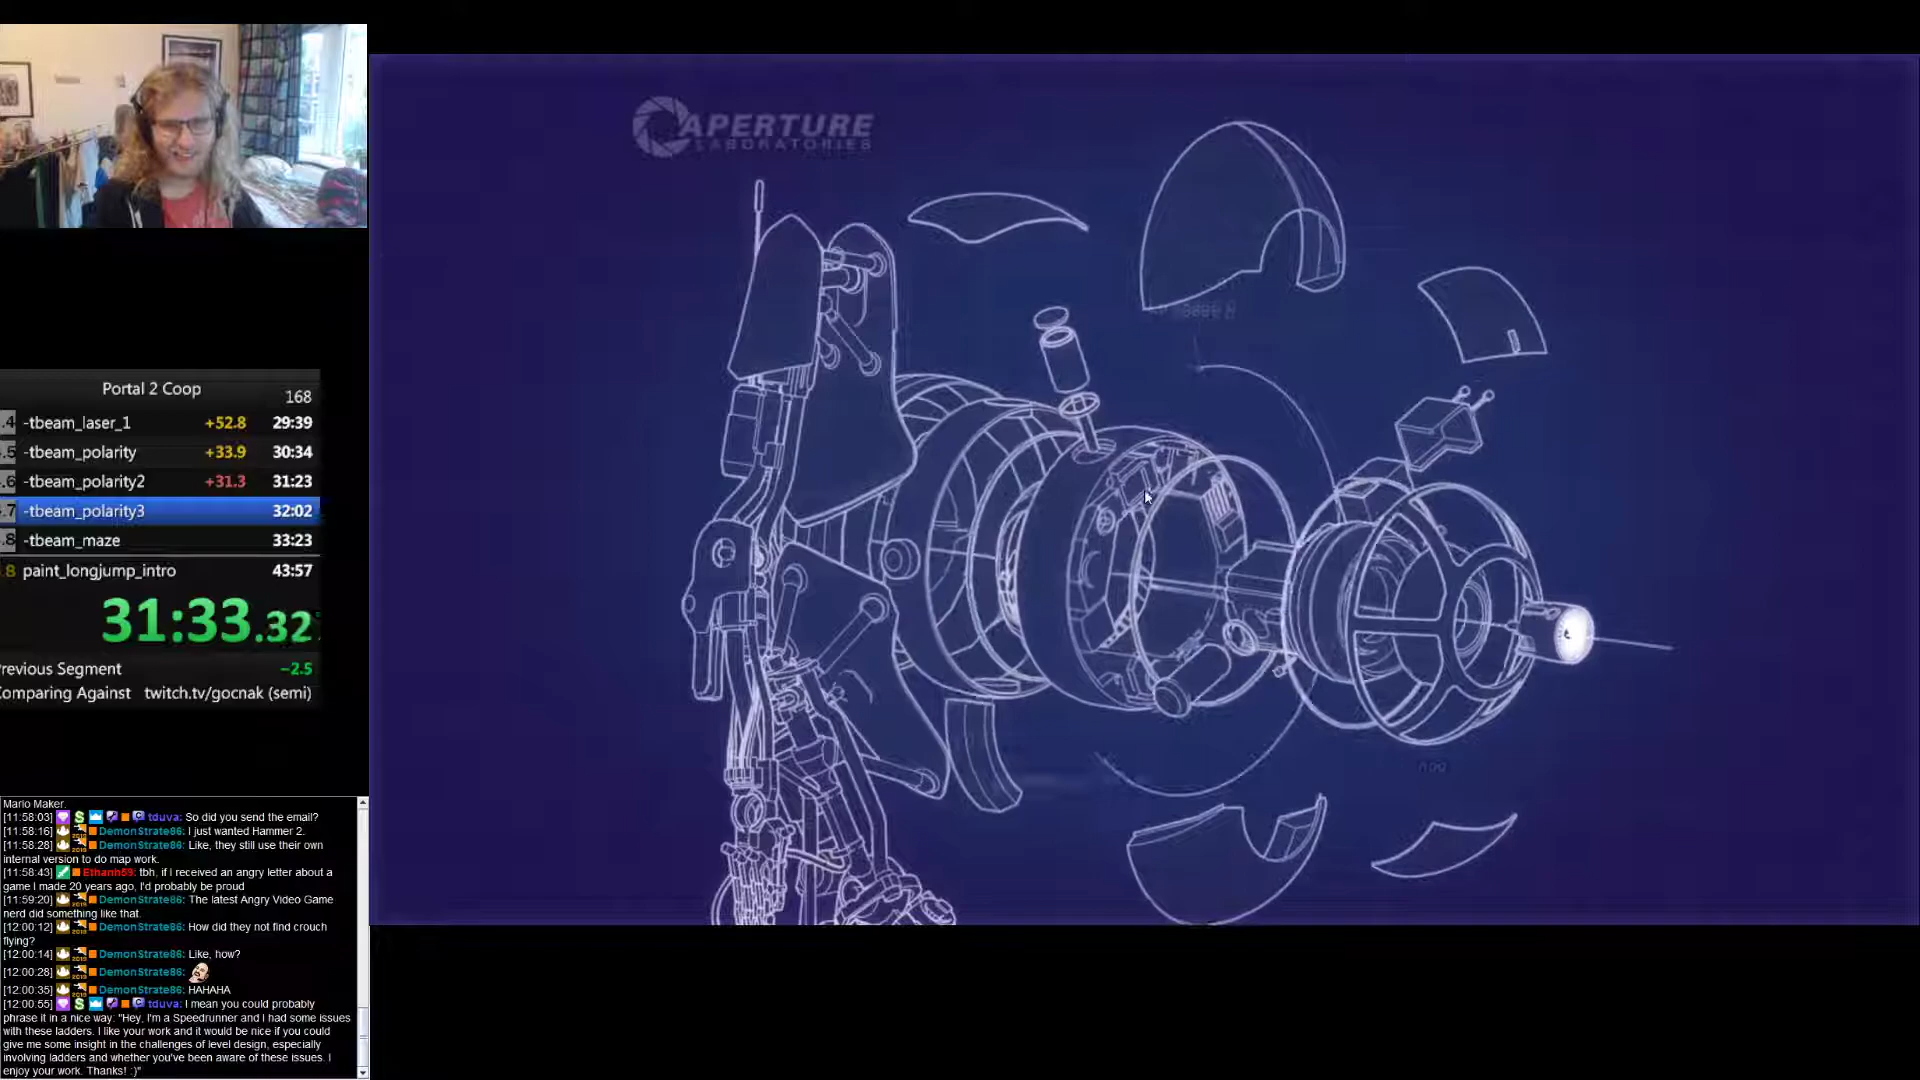 APERTURE
LABORATORIES
Portal 2 Coop
168
.4 -tbeam_laser_1 +52.8 29:39
.5 -tbeam_polarity +33.9 30:34
.6 -tbeam_polarity2 +31.3 31:23
.7 -tbeam_polarity3 32:02
.8 -tbeam_maze 33:23
8 paint_longjump_intro 43:57
31:33.32
revious Segment -2.5
omparing Against twitch.tv/gocnak (semi)
Mario Maker.
[11:58:03] tduva: So did you send the email?
[11:58:16] DemonStrate86: I just wanted Hammer 2.
[11:58:28] DemonStrate86: Like, they still use their own
internal version to do map work.
[11:58:43] Ethanh59: tbh, if I received an angry letter about a
game I made 20 years ago, I'd probably be proud
[11:59:20] DemonStrate86: The latest Angry Video Game
nerd did something like that.
[12:00:12] DemonStrate86: How did they not find crouch
flying?
[12:00:14] DemonStrate86: Like, how?
[12:00:28] DemonStrate86:
[12:00:35] DemonStrate86: HAHAHA
[12:00:55] tduva: I mean you could probably
phrase it in a nice way: "Hey, I'm a Speedrunner and I had some issues
with these ladders. I like your work and it would be nice if you could
give me some insight in the challenges of level design, especially
involving ladders and whether you've been aware of these issues. I
enjoy your work. Thanks! :)"